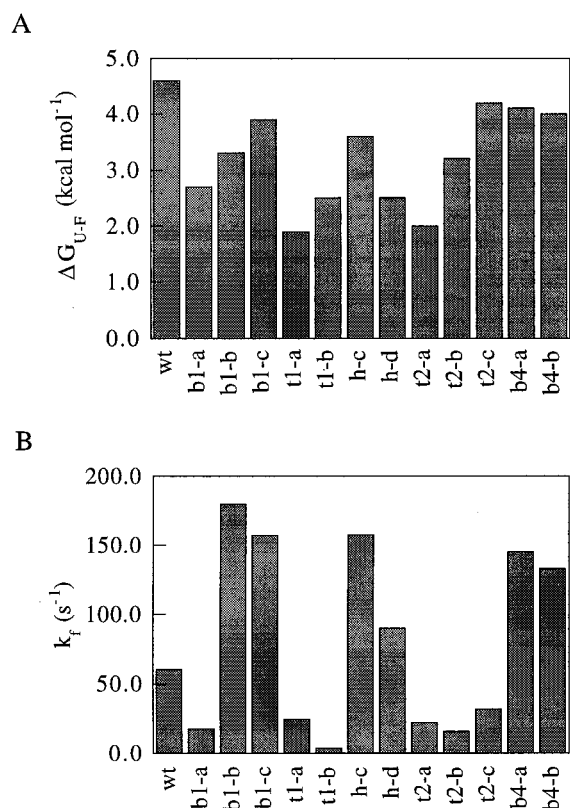 A
ΔG U-F (kcal mol⁻¹)
5.0
4.0
3.0
2.0
1.0
0.0
wt b1-a b1-b b1-c t1-a t1-b h-c h-d t2-a t2-b t2-c b4-a b4-b
B
k f (s⁻¹)
200.0
150.0
100.0
50.0
0.0
wt b1-a b1-b b1-c t1-a t1-b h-c h-d t2-a t2-b t2-c b4-a b4-b